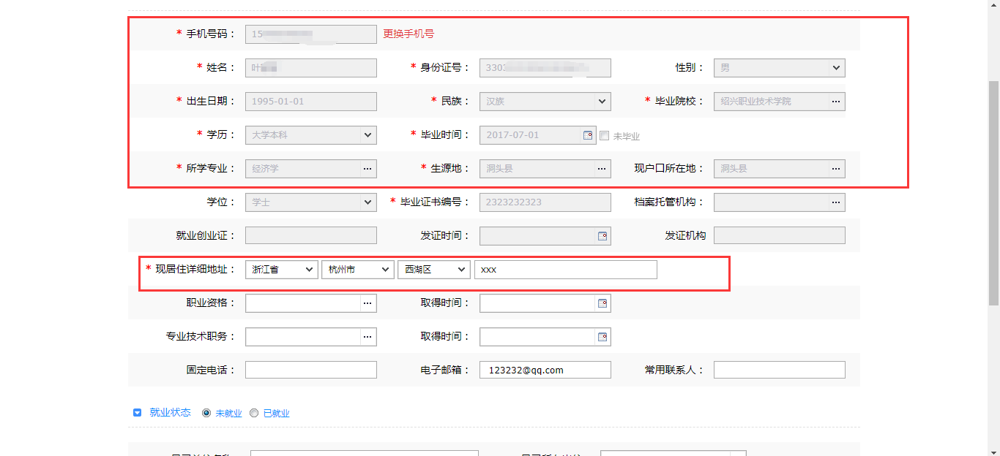 * 手机号码： 15 更换手机号
* 姓名： 叶 * 身份证号： 3303 性别： 男
* 出生日期： 1995-01-01 * 民族： 汉族 * 毕业院校： 绍兴职业技术学院 ...
* 学历： 大学本科 * 毕业时间： 2017-07-01 未毕业
* 所学专业： 经济学 ... * 生源地： 洞头县 ... 现户口所在地： 洞头县 ...
学位： 学士 * 毕业证书编号： 2323232323 档案托管机构： ...
就业创业证： 发证时间： 发证机构
* 现居住详细地址： 浙江省 杭州市 西湖区 xxx
职业资格： ... 取得时间：
专业技术职务： ... 取得时间：
固定电话： 电子邮箱： 123232@qq.com 常用联系人：
就业状态 未就业 已就业